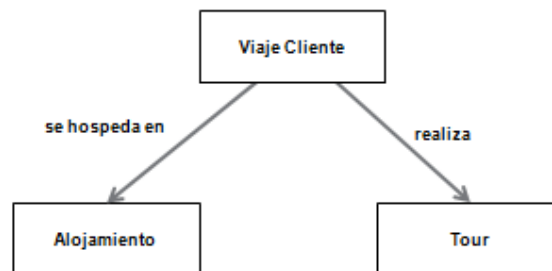 Viaje Cliente
se hospeda en
realiza
Alojamiento
Tour